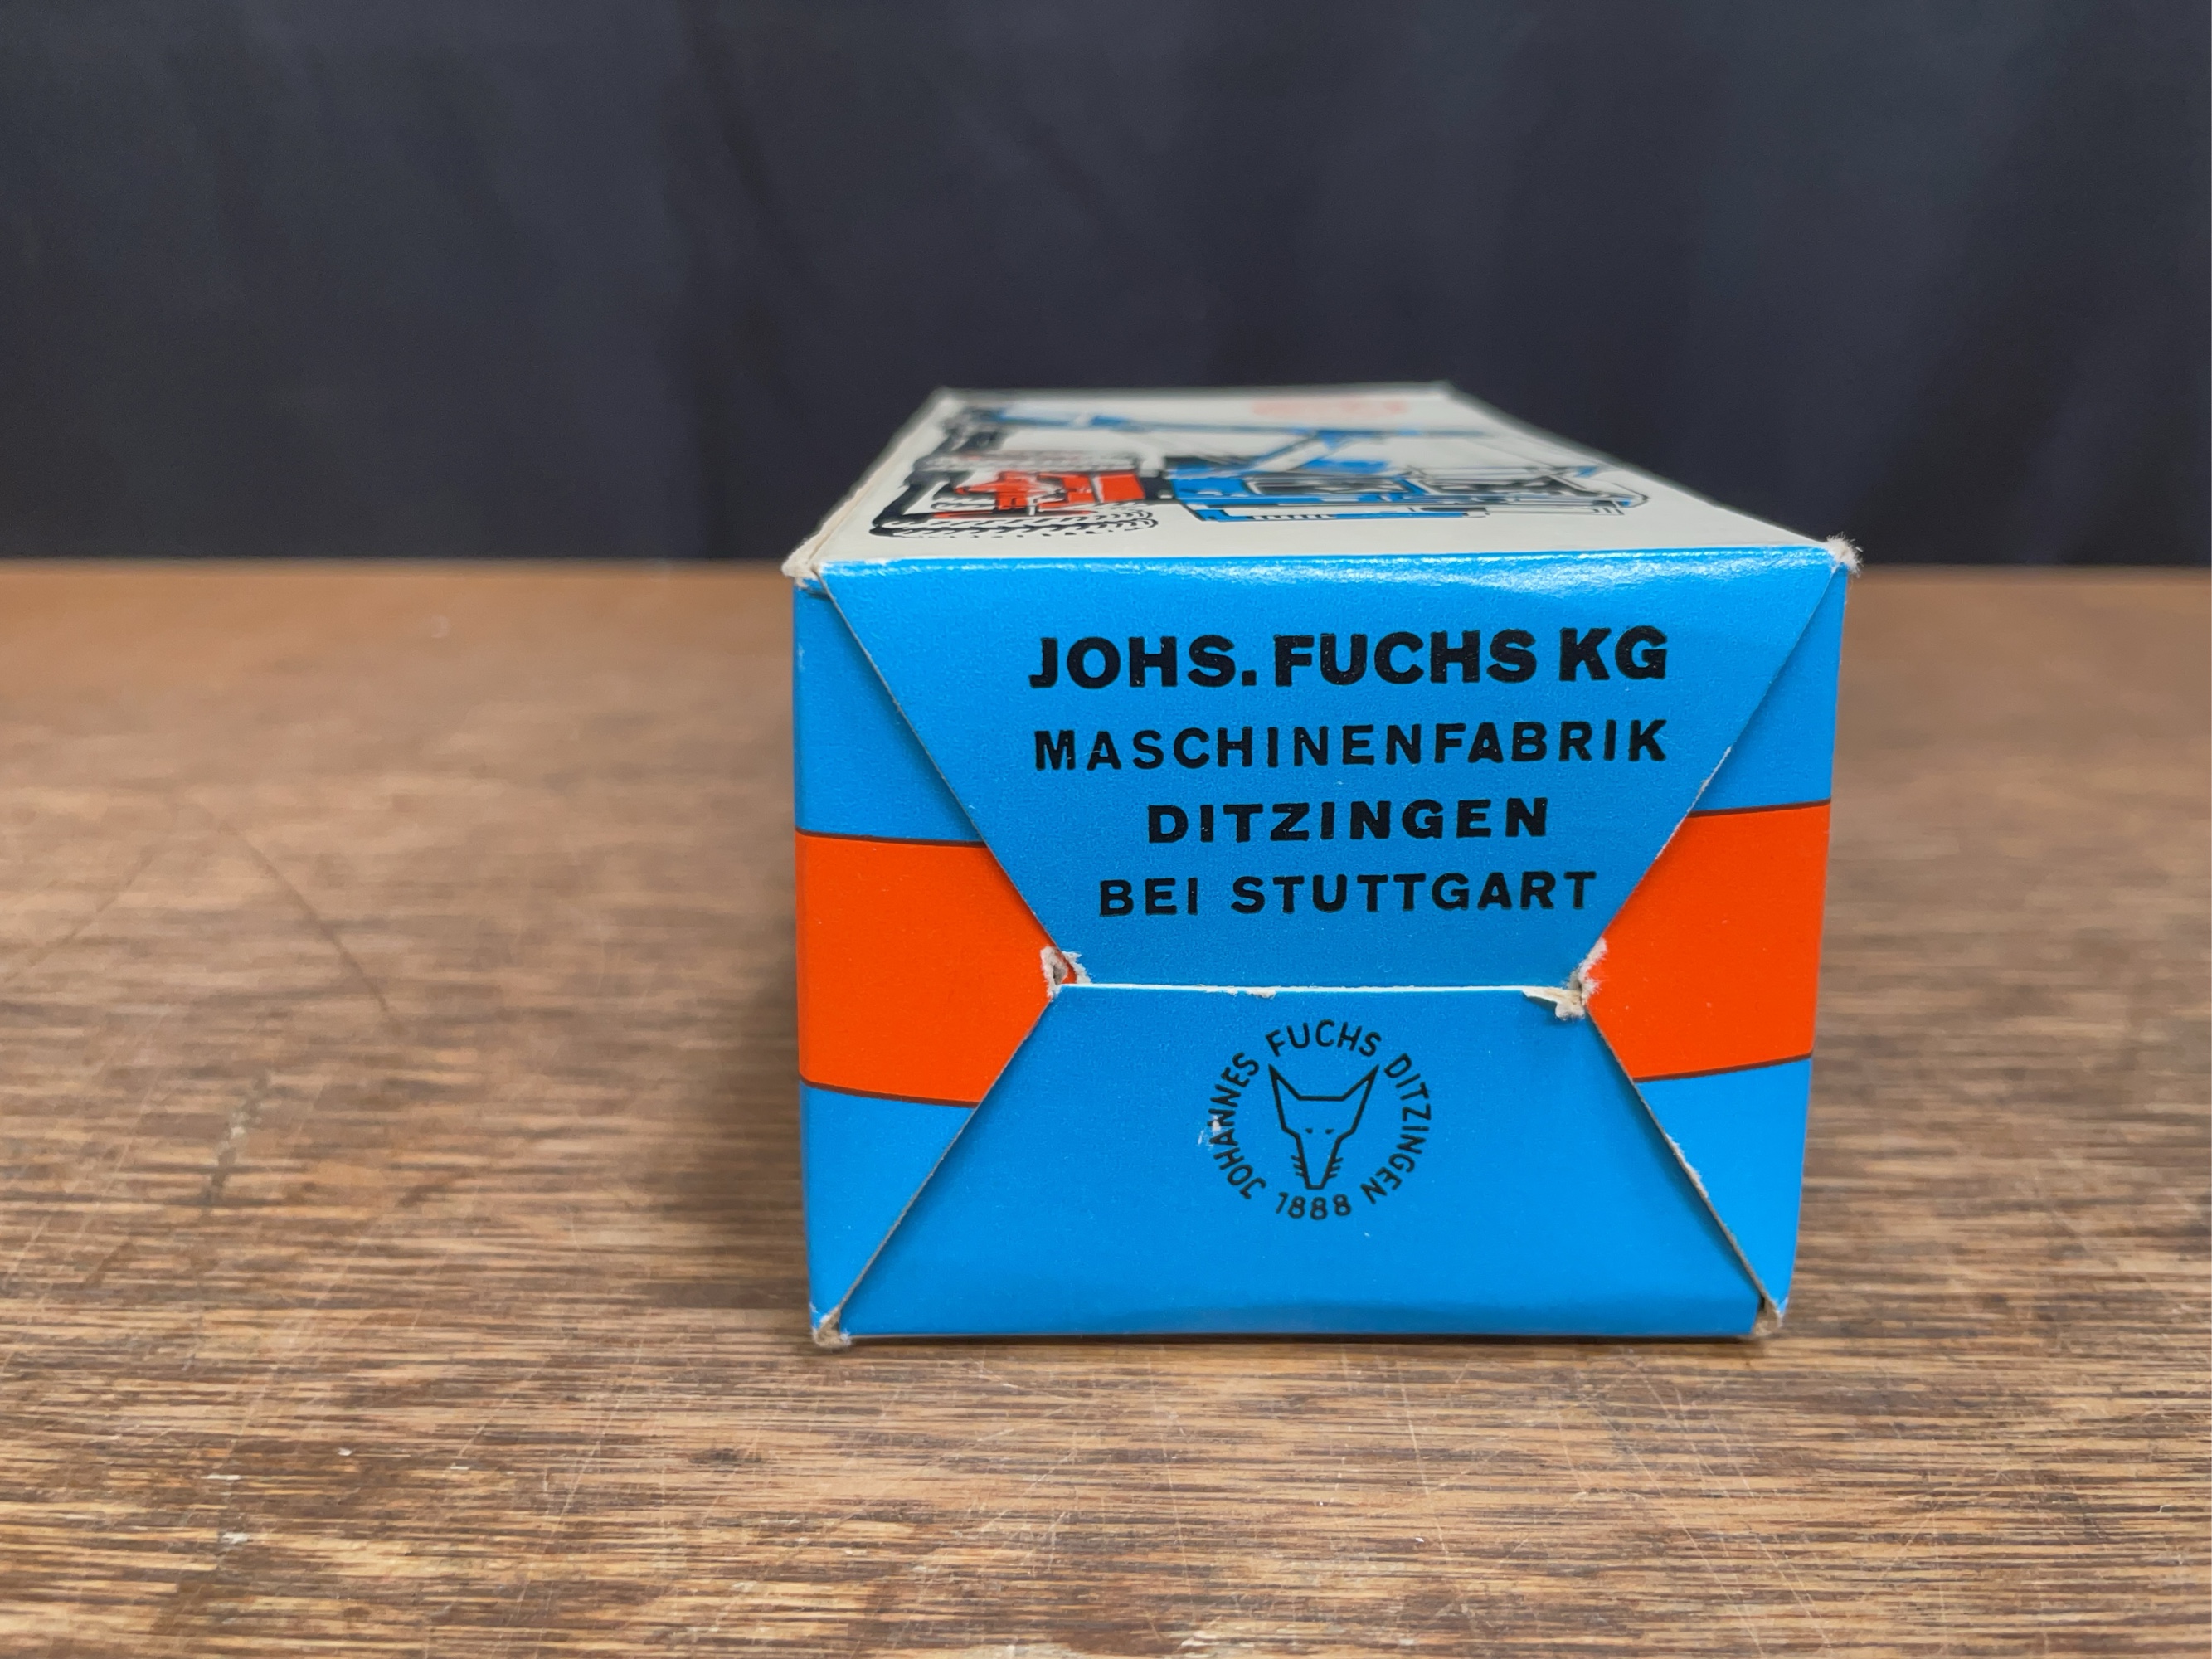 JOHS. FUCHS KG
MASCHINENFABRIK
DITZINGEN
BEI STUTTGART
JOHANNES FUCHS DITZINGEN
1888